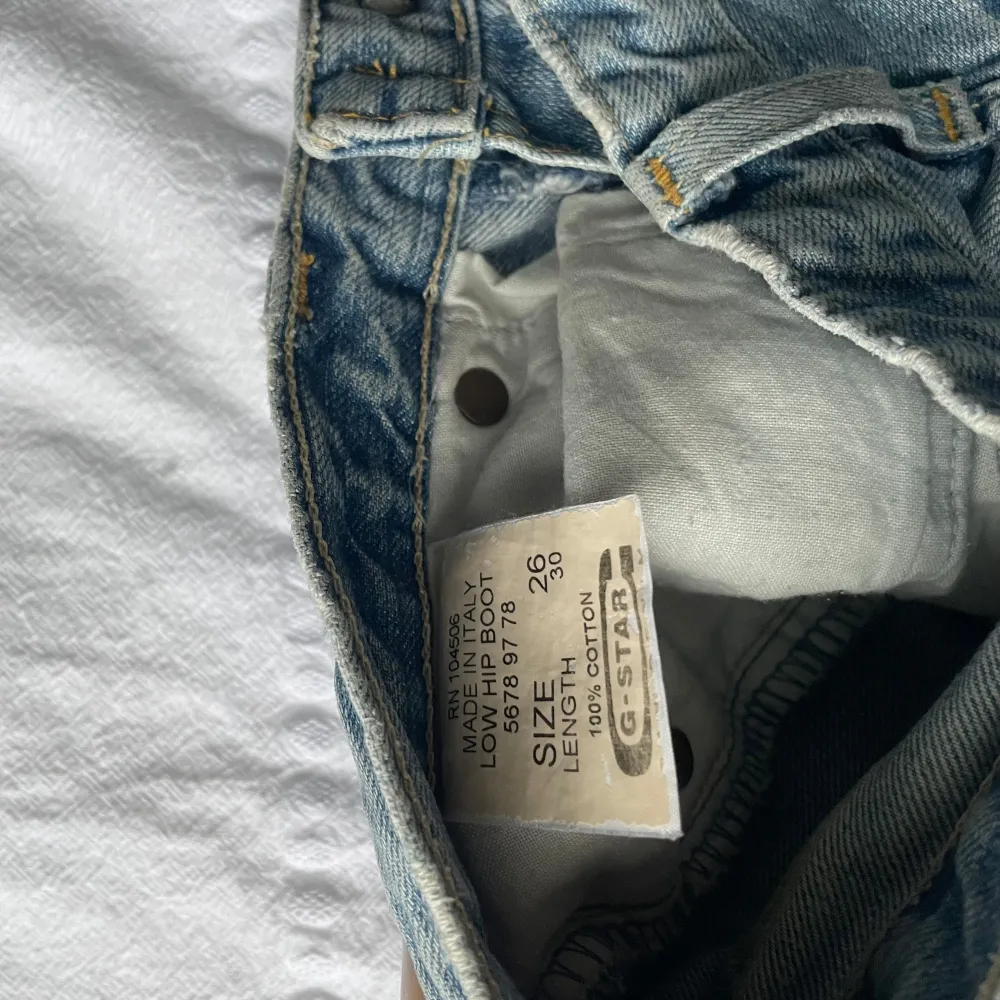 RN 104506
MADE IN ITALY
LOW HIP BOOT
5678 97 78
SIZE 26
LENGTH 30
100% COTTON
G-STAR